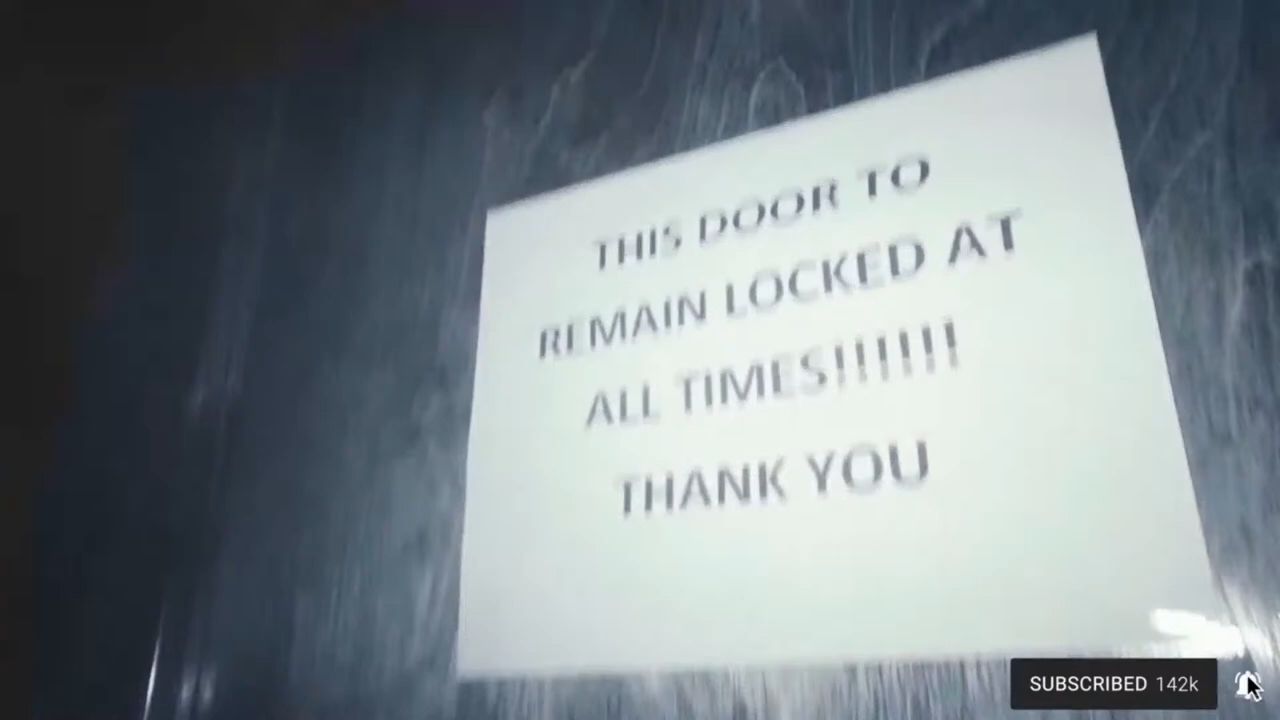 THIS DOOR TO
REMAIN LOCKED AT
ALL TIMES!!!!!!
THANK YOU
SUBSCRIBED 142k